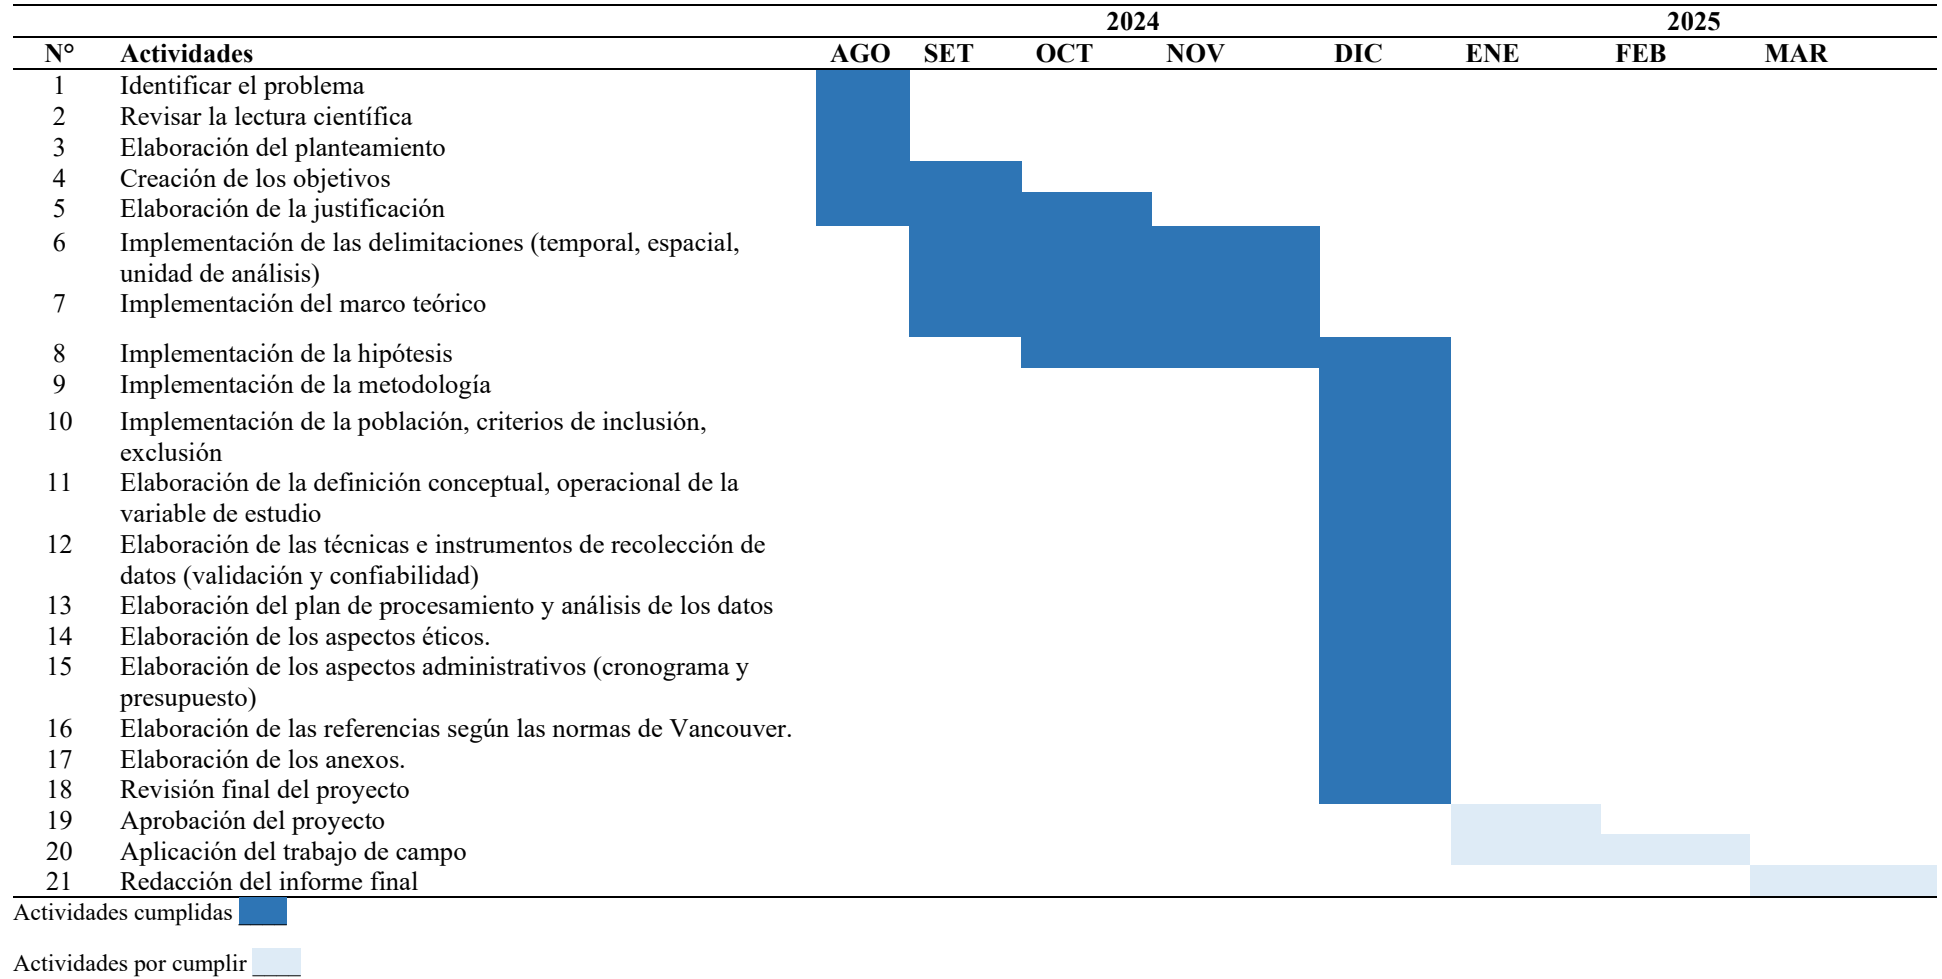 2024 2025
N° Actividades AGO SET OCT NOV DIC ENE FEB MAR
1 Identificar el problema
2 Revisar la lectura científica
3 Elaboración del planteamiento
4 Creación de los objetivos
5 Elaboración de la justificación
6 Implementación de las delimitaciones (temporal, espacial,
unidad de análisis)
7 Implementación del marco teórico
8 Implementación de la hipótesis
9 Implementación de la metodología
10 Implementación de la población, criterios de inclusión,
exclusión
11 Elaboración de la definición conceptual, operacional de la
variable de estudio
12 Elaboración de las técnicas e instrumentos de recolección de
datos (validación y confiabilidad)
13 Elaboración del plan de procesamiento y análisis de los datos
14 Elaboración de los aspectos éticos.
15 Elaboración de los aspectos administrativos (cronograma y
presupuesto)
16 Elaboración de las referencias según las normas de Vancouver.
17 Elaboración de los anexos.
18 Revisión final del proyecto
19 Aprobación del proyecto
20 Aplicación del trabajo de campo
21 Redacción del informe final
Actividades cumplidas ____
Actividades por cumplir ____